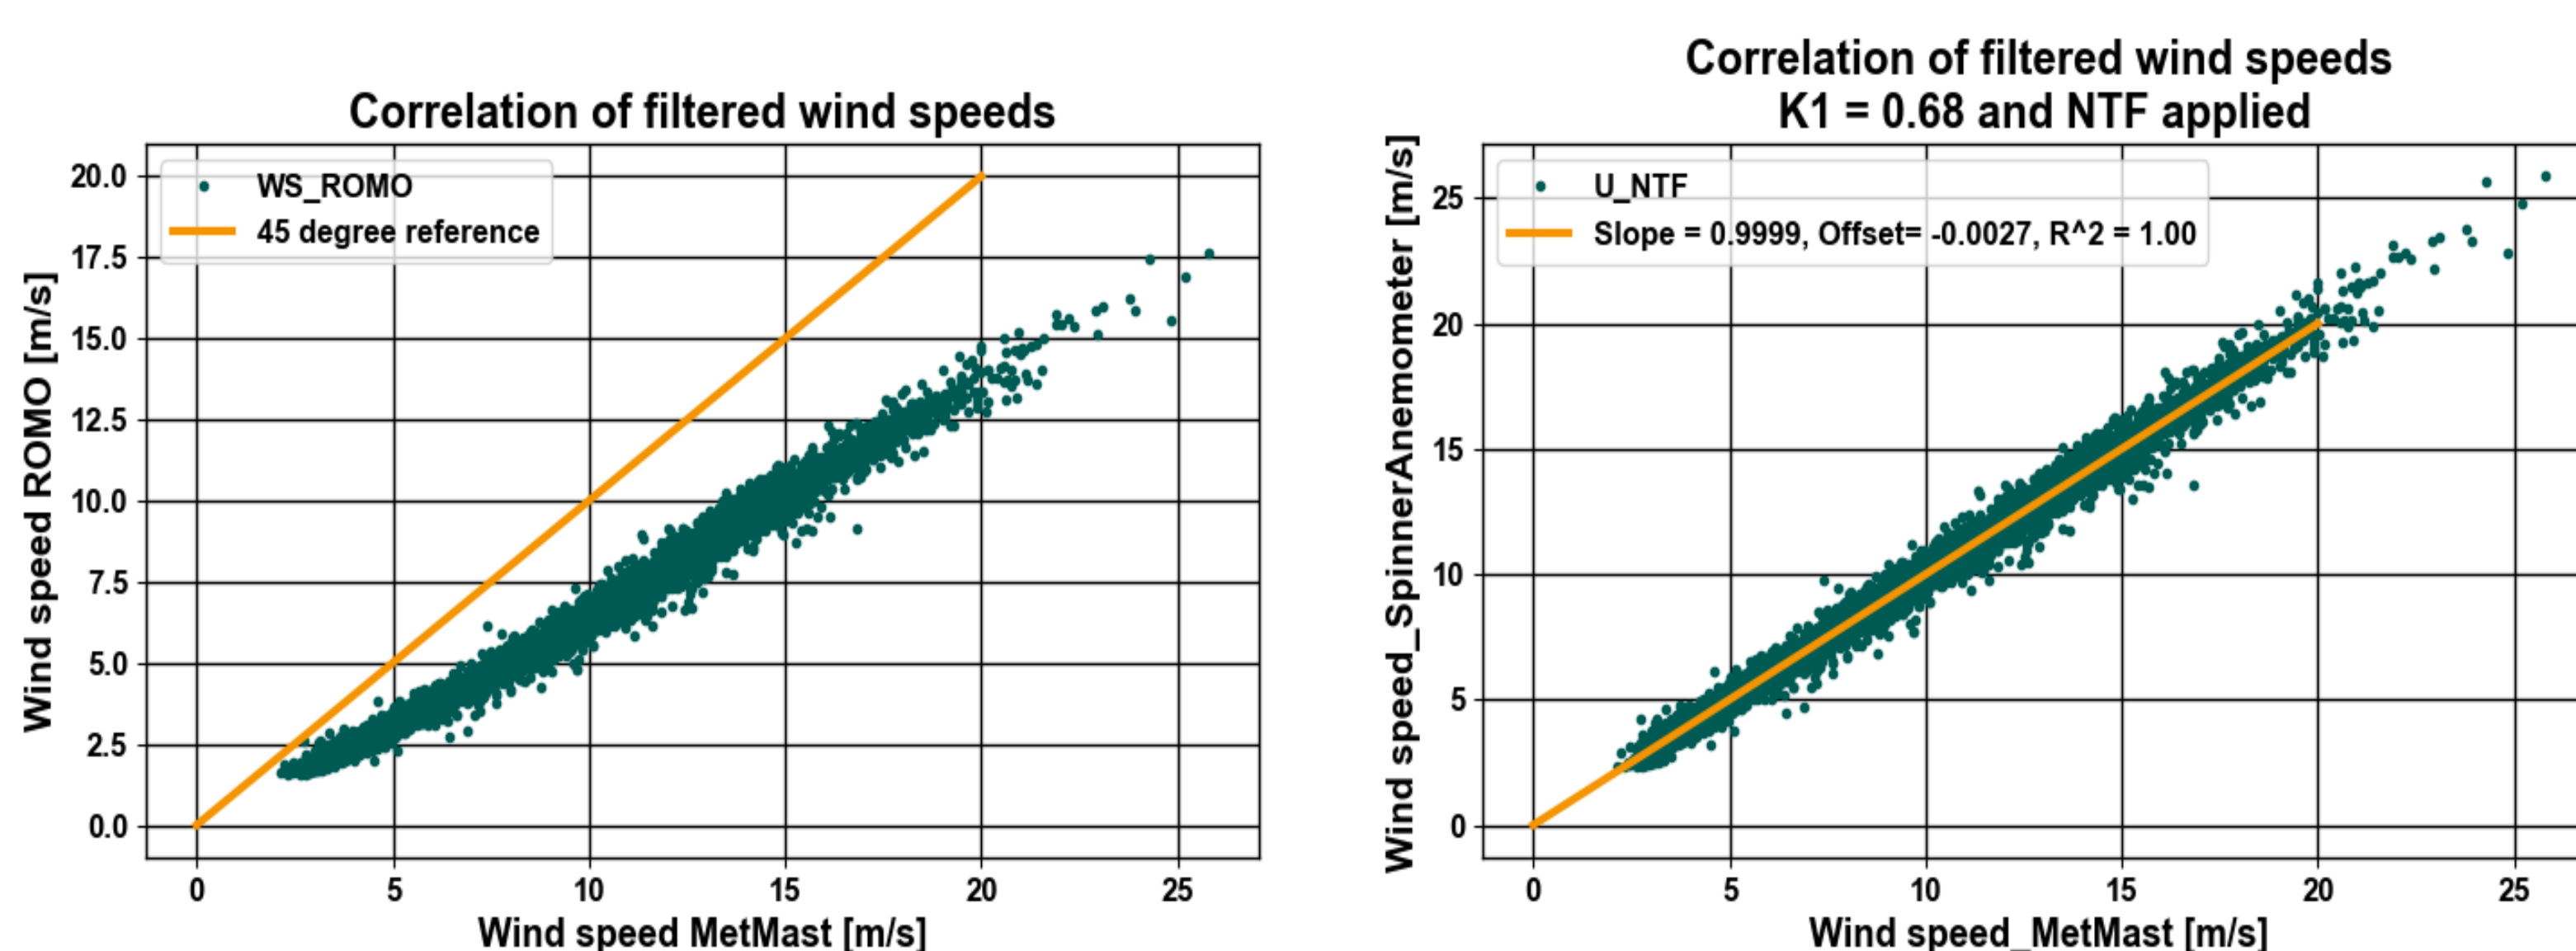 Correlation of filtered wind speeds
WS_ROMO
45 degree reference
Wind speed ROMO [m/s]
20.0
17.5
15.0
12.5
10.0
7.5
5.0
2.5
0.0
0 5 10 15 20 25
Wind speed MetMast [m/s]
Correlation of filtered wind speeds
K1 = 0.68 and NTF applied
U_NTF
Slope = 0.9999, Offset= -0.0027, R^2 = 1.00
Wind speed_SpinnerAnemometer [m/s]
25
20
15
10
5
0
0 5 10 15 20 25
Wind speed_MetMast [m/s]